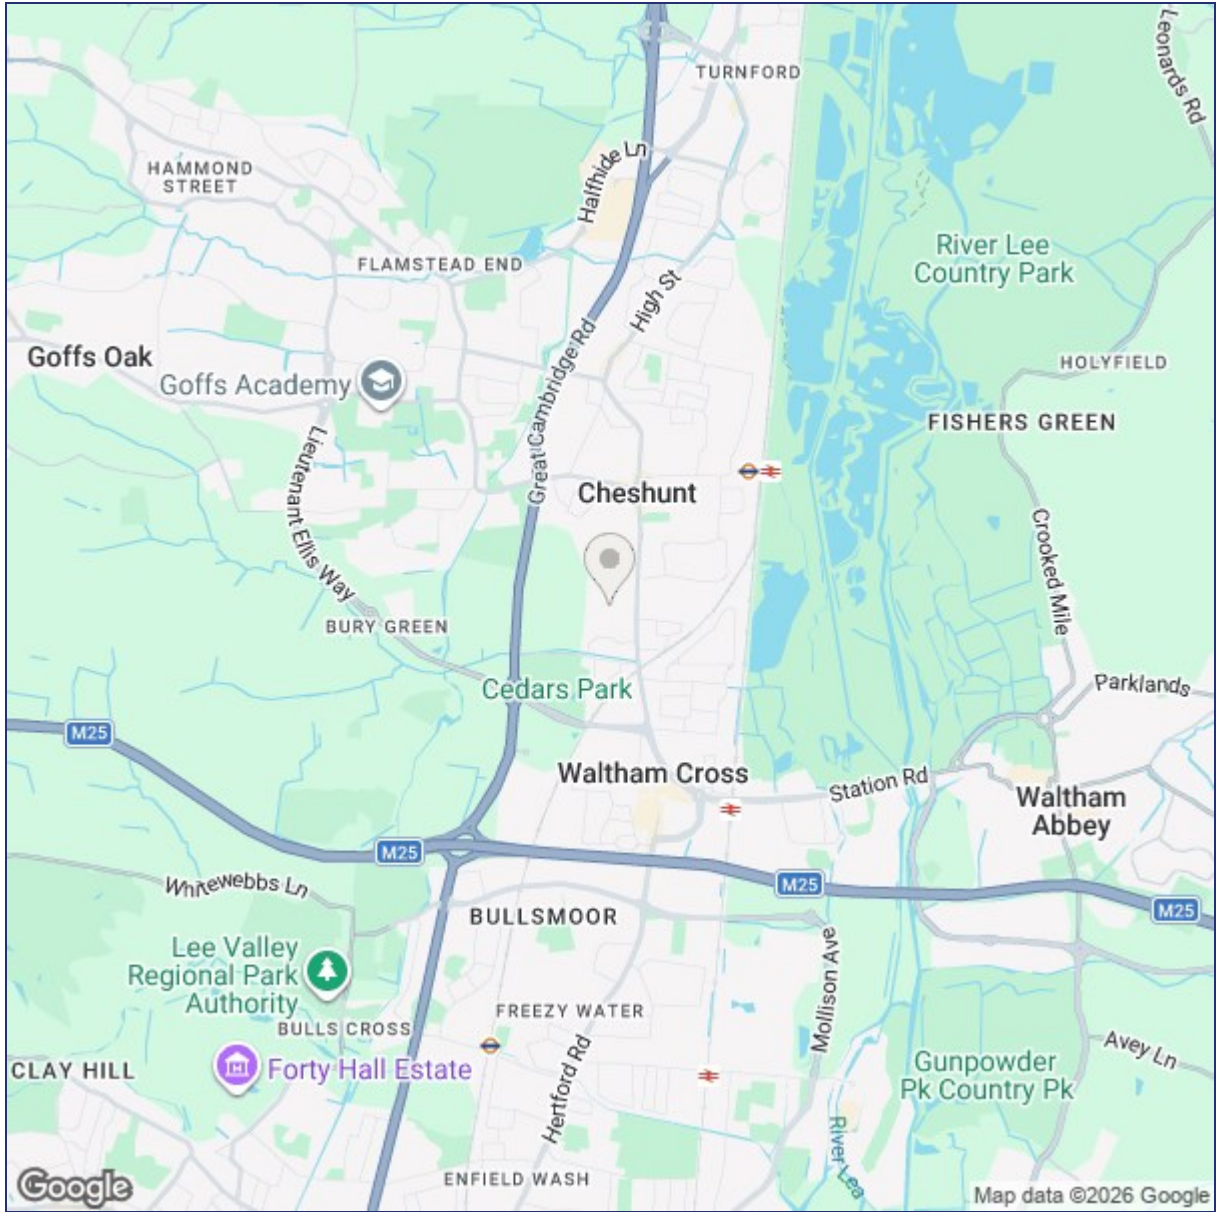 Leonards Rd
TURNFORD
Halfhide Ln
HAMMOND
STREET
River Lee
Country Park
FLAMSTEAD END
High St
Goffs Oak
HOLYFIELD
Goffs Academy
Great Cambridge Rd
FISHERS GREEN
Lieutenant Ellis Way
Cheshunt
Crooked Mile
BURY GREEN
Cedars Park
Parklands
M25
Waltham Cross
Station Rd
Waltham
Abbey
M25
M25
Whitewebbs Ln
M25
BULLSMOOR
Lee Valley
Regional Park
Authority
Mollison Ave
FREEZY WATER
BULLS CROSS
Avey Ln
CLAY HILL
Forty Hall Estate
Hertford Rd
Gunpowder
Pk Country Pk
River Lea
ENFIELD WASH
Google
Map data ©2026 Google